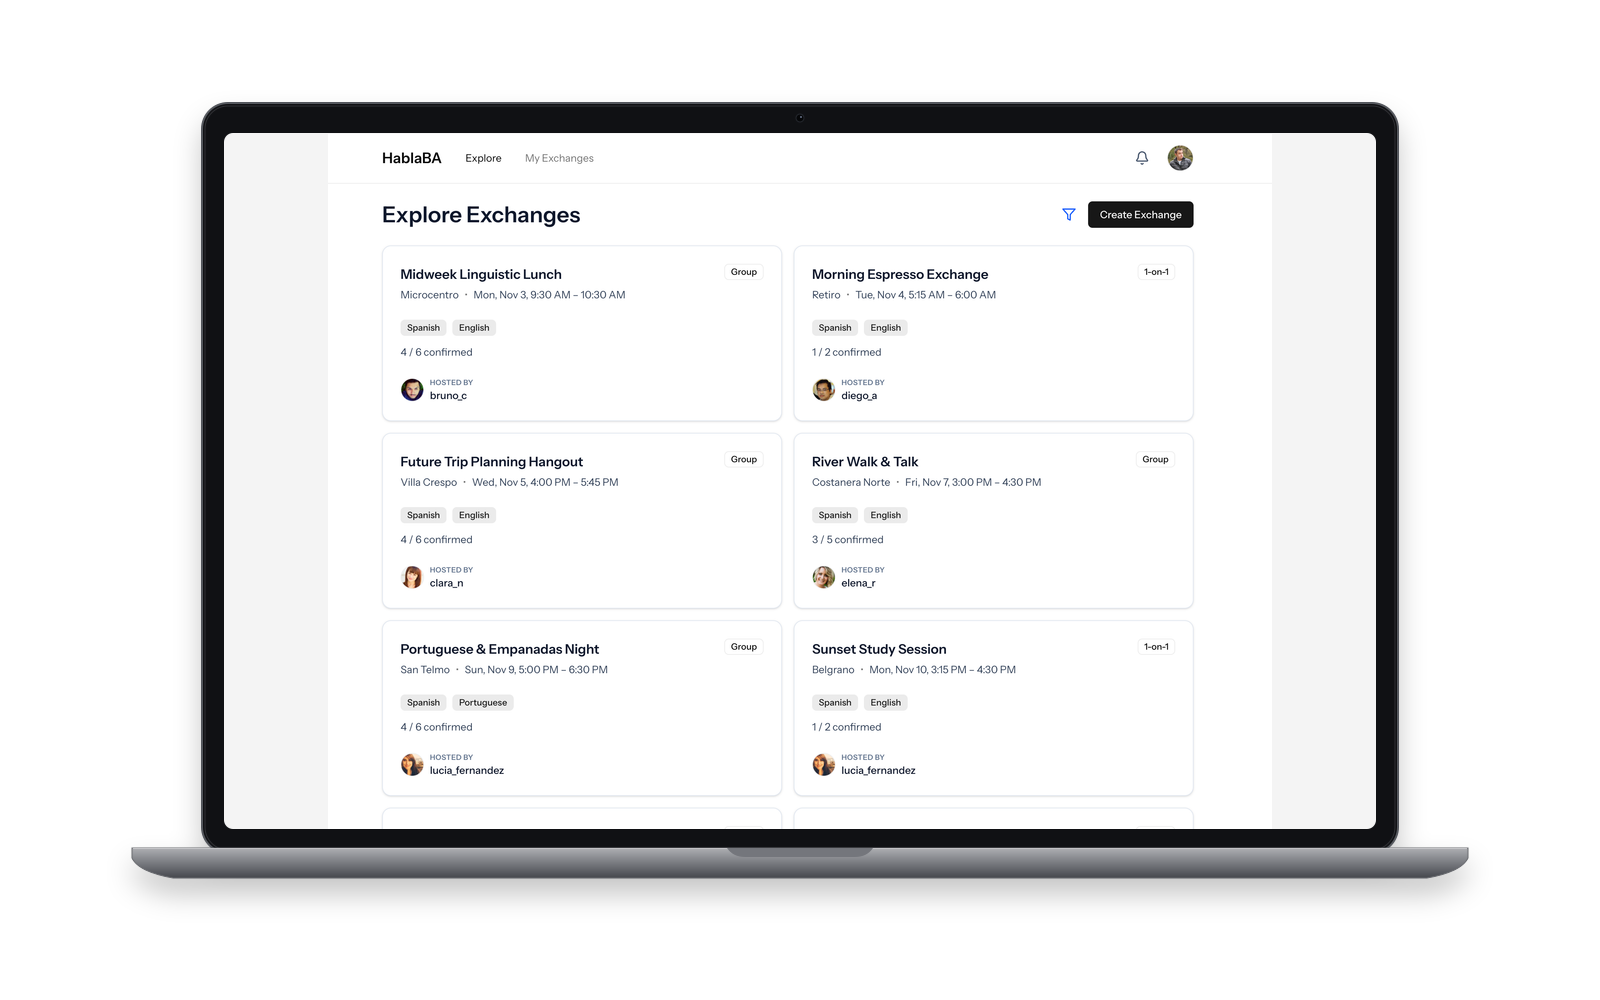 HablaBA Explore My Exchanges
Explore Exchanges Create Exchange
Midweek Linguistic Lunch Group
Microcentro · Mon, Nov 3, 9:30 AM – 10:30 AM
Spanish English
4 / 6 confirmed
HOSTED BY
bruno_c
Morning Espresso Exchange 1-on-1
Retiro · Tue, Nov 4, 5:15 AM – 6:00 AM
Spanish English
1 / 2 confirmed
HOSTED BY
diego_a
Future Trip Planning Hangout Group
Villa Crespo · Wed, Nov 5, 4:00 PM – 5:45 PM
Spanish English
4 / 6 confirmed
HOSTED BY
clara_n
River Walk & Talk Group
Costanera Norte · Fri, Nov 7, 3:00 PM – 4:30 PM
Spanish English
3 / 5 confirmed
HOSTED BY
elena_r
Portuguese & Empanadas Night Group
San Telmo · Sun, Nov 9, 5:00 PM – 6:30 PM
Spanish Portuguese
4 / 6 confirmed
HOSTED BY
lucia_fernandez
Sunset Study Session 1-on-1
Belgrano · Mon, Nov 10, 3:15 PM – 4:30 PM
Spanish English
1 / 2 confirmed
HOSTED BY
lucia_fernandez